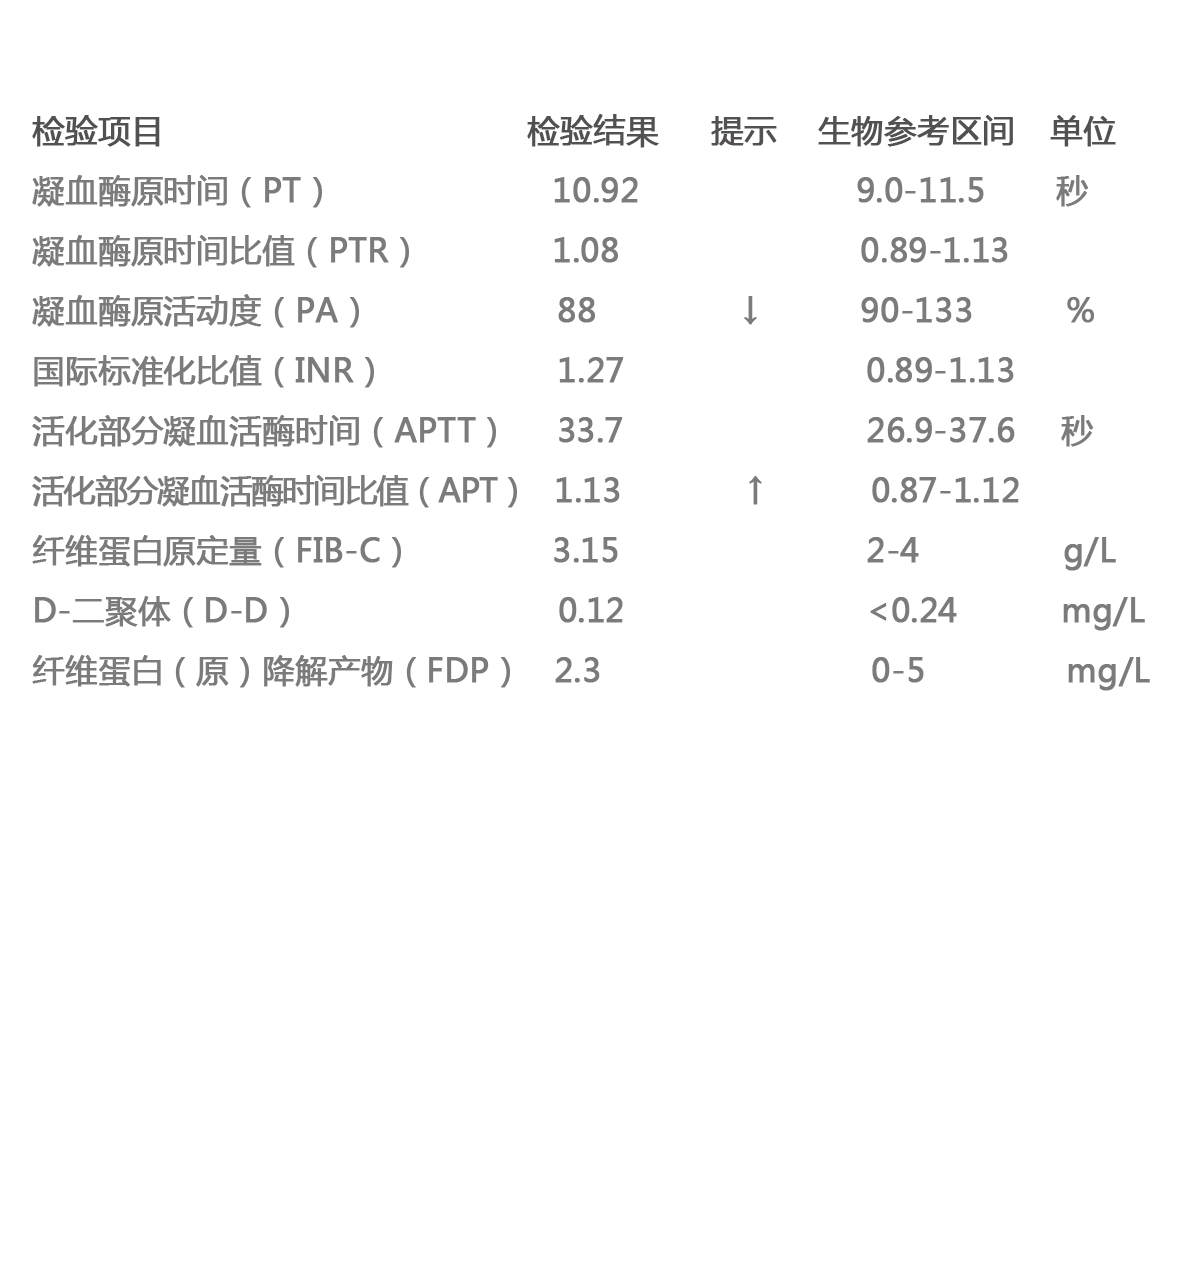 检验项目 检验结果 提示 生物参考区间 单位
凝血酶原时间（PT） 10.92 9.0-11.5 秒
凝血酶原时间比值（PTR） 1.08 0.89-1.13
凝血酶原活动度（PA） 88 ↓ 90-133 %
国际标准化比值（INR） 1.27 0.89-1.13
活化部分凝血活酶时间（APTT） 33.7 26.9-37.6 秒
活化部分凝血活酶时间比值（APT） 1.13 ↑ 0.87-1.12
纤维蛋白原定量（FIB-C） 3.15 2-4 g/L
D-二聚体（D-D） 0.12 <0.24 mg/L
纤维蛋白（原）降解产物（FDP） 2.3 0-5 mg/L